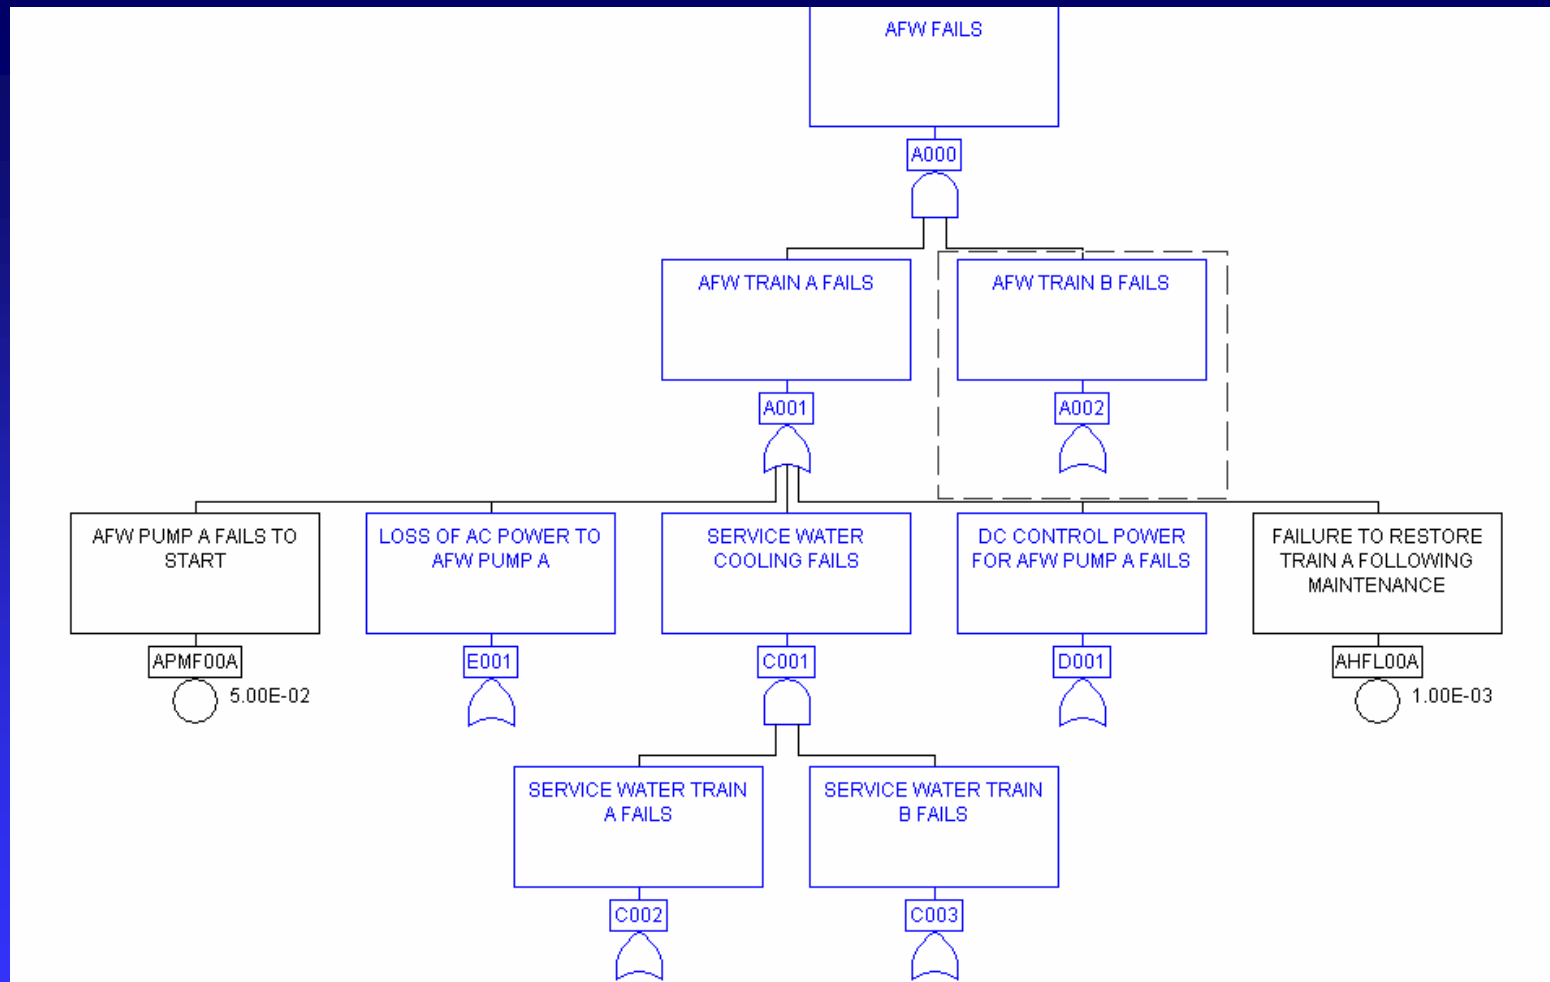 AFW FAILS
A000
AFW TRAIN A FAILS
AFW TRAIN B FAILS
A001
A002
AFW PUMP A FAILS TO
START
LOSS OF AC POWER TO
AFW PUMP A
SERVICE WATER
COOLING FAILS
DC CONTROL POWER
FOR AFW PUMP A FAILS
FAILURE TO RESTORE
TRAIN A FOLLOWING
MAINTENANCE
APMF00A
E001
C001
D001
AHFL00A
5.00E-02
1.00E-03
SERVICE WATER TRAIN
A FAILS
SERVICE WATER TRAIN
B FAILS
C002
C003